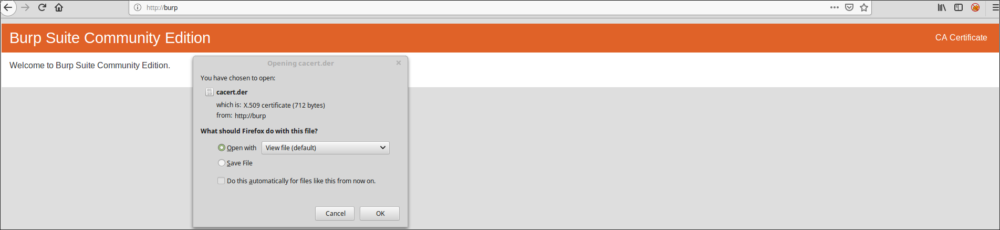 http://burp
Burp Suite Community Edition
CA Certificate
Welcome to Burp Suite Community Edition.
Opening cacert.der
You have chosen to open:
cacert.der
which is: X.509 certificate (712 bytes)
from: http://burp
What should Firefox do with this file?
Open with View file (default)
Save File
Do this automatically for files like this from now on.
Cancel OK